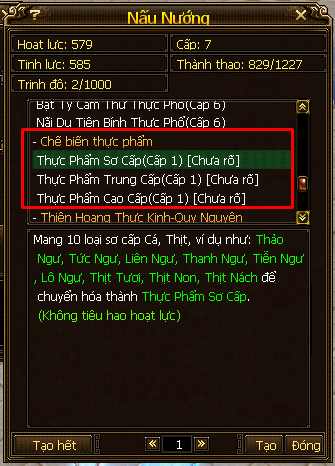 ?
Nấu Nướng
Hoạt lực: 579
Cấp: 7
Tinh lực: 585
Thành thạo: 829/1227
Trình độ: 2/1000
Bát Tý Cầm Thư Thực Phổ(Cấp 6)
Nãi Du Tiên Bính Thực Phổ(Cấp 6)
- Chế biến thực phẩm
Thực Phẩm Sơ Cấp(Cấp 1) [Chưa rõ]
Thực Phẩm Trung Cấp(Cấp 1) [Chưa rõ]
Thực Phẩm Cao Cấp(Cấp 1) [Chưa rõ]
- Thiên Hoang Thực Kinh-Quy Nguyên
Mang 10 loại sơ cấp Cá, Thịt, ví dụ như: Thảo
Ngư, Tức Ngư, Liên Ngư, Thanh Ngư, Tiễn Ngư
, Lô Ngư, Thịt Tươi, Thịt Non, Thịt Nách để
chuyển hóa thành Thực Phẩm Sơ Cấp.
(Không tiêu hao hoạt lực)
Tạo hết
1
Tạo
Đóng